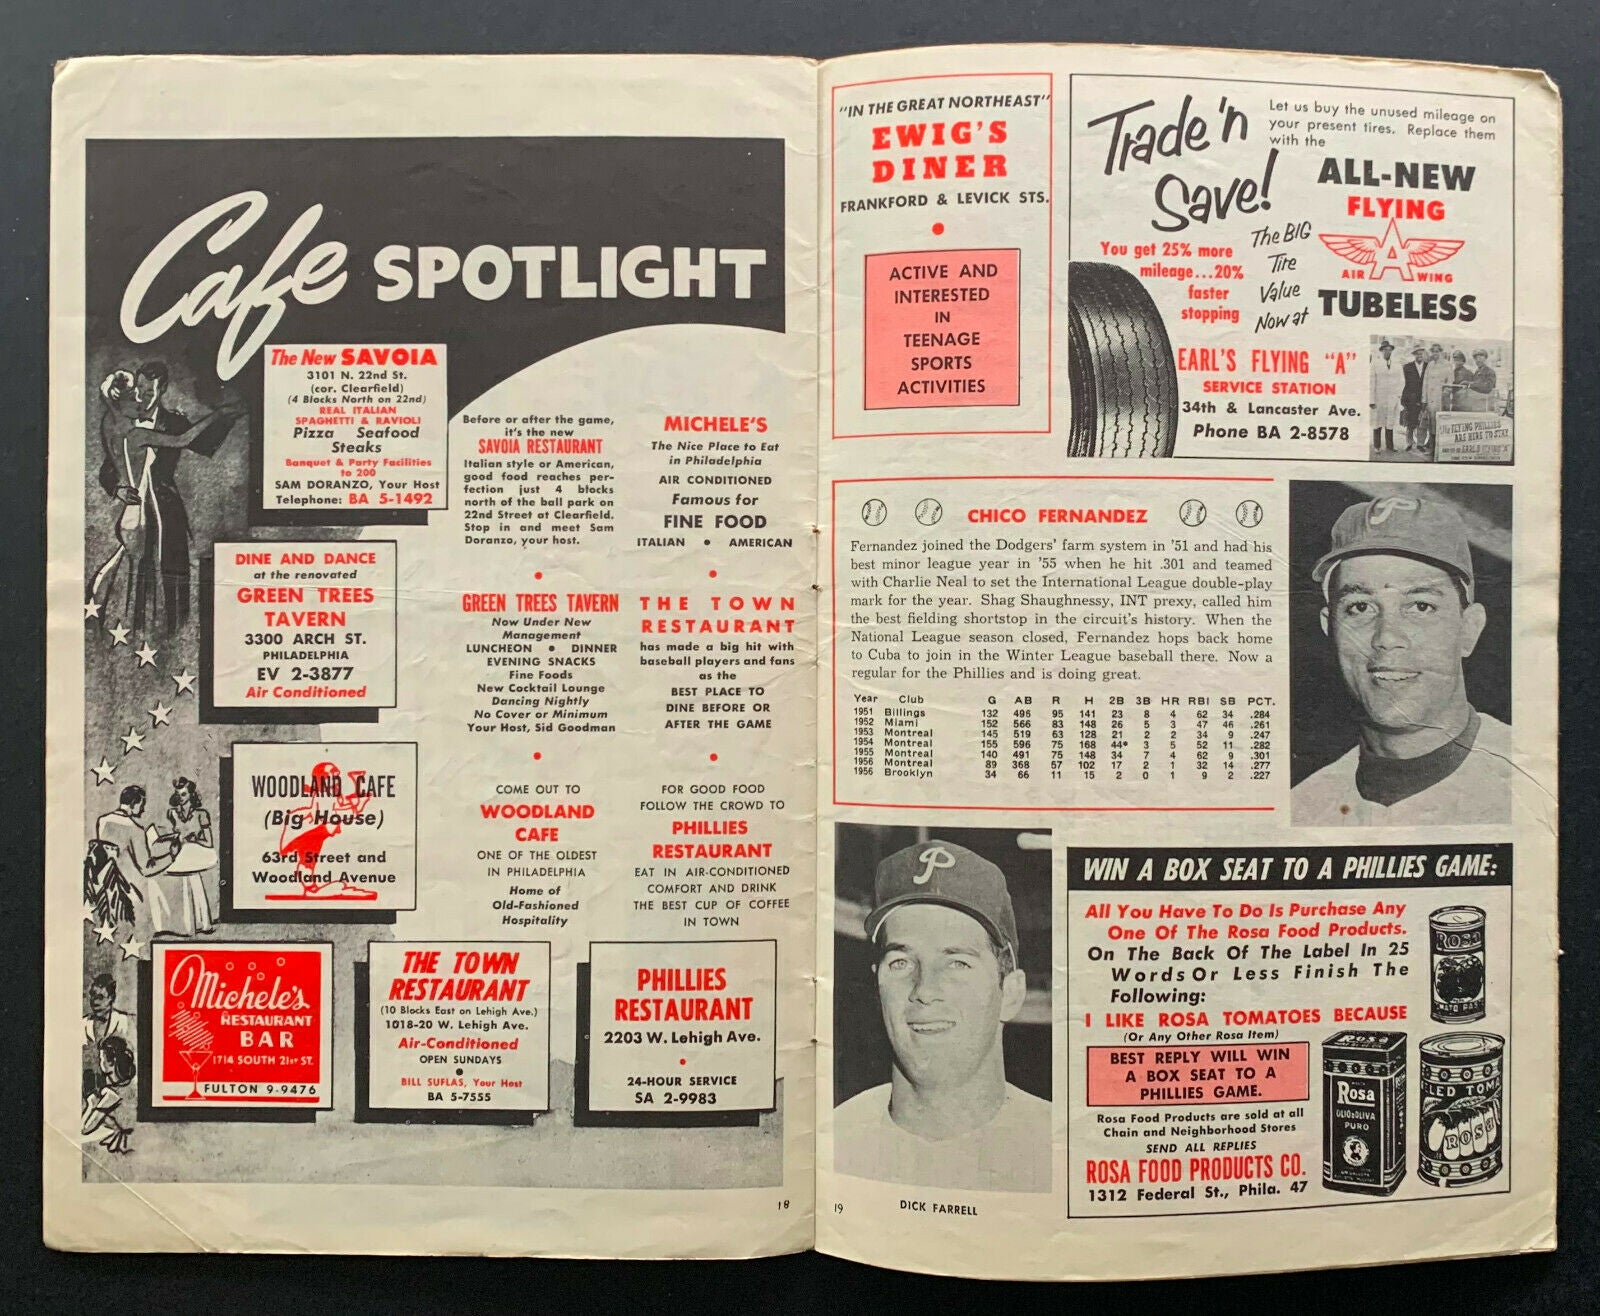 Cafe SPOTLIGHT
The New SAVOIA
3101 N. 22nd St.
(cor. Clearfield)
(4 Blocks North on 22nd)
REAL ITALIAN
SPAGHETTI & RAVIOLI
Pizza Seafood
Steaks
Banquet & Party Facilities
to 200
SAM DORANZO, Your Host
Telephone: BA 5-1492
DINE AND DANCE
at the renovated
GREEN TREES
TAVERN
3300 ARCH ST.
PHILADELPHIA
EV 2-3877
Air Conditioned
WOODLAND CAFE
(Big House)
63rd Street and
Woodland Avenue
Before or after the game,
it's the new
SAVOIA RESTAURANT
Italian style or American,
good food reaches per-
fection just 4 blocks
north of the ball park on
22nd Street at Clearfield.
Stop in and meet Sam
Doranzo, your host.
GREEN TREES TAVERN
Now Under New
Management
LUNCHEON • DINNER
EVENING SNACKS
Fine Foods
New Cocktail Lounge
Dancing Nightly
No Cover or Minimum
Your Host, Sid Goodman
COME OUT TO
WOODLAND
CAFE
ONE OF THE OLDEST
IN PHILADELPHIA
Home of
Old-Fashioned
Hospitality
MICHELE'S
The Nice Place to Eat
in Philadelphia
AIR CONDITIONED
Famous for
FINE FOOD
ITALIAN • AMERICAN
THE TOWN
RESTAURANT
has made a big hit with
baseball players and fans
as the
BEST PLACE TO
DINE BEFORE OR
AFTER THE GAME
FOR GOOD FOOD
FOLLOW THE CROWD TO
PHILLIES
RESTAURANT
EAT IN AIR-CONDITIONED
COMFORT AND DRINK
THE BEST CUP OF COFFEE
IN TOWN
Michele's
RESTAURANT
BAR
1714 SOUTH 21ST ST.
FULTON 9-9476
THE TOWN
RESTAURANT
(10 Blocks East on Lehigh Ave.)
1018-20 W. Lehigh Ave.
Air-Conditioned
OPEN SUNDAYS
•
BILL SUFLAS, Your Host
BA 5-7555
PHILLIES
RESTAURANT
2203 W. Lehigh Ave.
•
24-HOUR SERVICE
SA 2-9983
18
"IN THE GREAT NORTHEAST"
EWIG'S
DINER
FRANKFORD & LEVICK STS.
•
ACTIVE AND
INTERESTED
IN
TEENAGE
SPORTS
ACTIVITIES
Trade 'n
Save!
Let us buy the unused mileage on
your present tires. Replace them
with the
ALL-NEW
FLYING
A
AIR WING
TUBELESS
You get 25% more
mileage...20%
faster
stopping
The BIG
Tire
Value
Now at
EARL'S FLYING "A"
SERVICE STATION
34th & Lancaster Ave.
Phone BA 2-8578
FLYING PHILLIES
ARE HERE TO STAY
EARLS FLYING "A"
CHICO FERNANDEZ
Fernandez joined the Dodgers' farm system in '51 and had his
best minor league year in '55 when he hit .301 and teamed
with Charlie Neal to set the International League double-play
mark for the year. Shag Shaughnessy, INT prexy, called him
the best fielding shortstop in the circuit's history. When the
National League season closed, Fernandez hops back home
to Cuba to join in the Winter League baseball there. Now a
regular for the Phillies and is doing great.
Year Club G AB R H 2B 3B HR RBI SB PCT.
1951 Billings 132 496 95 141 23 8 4 62 34 .284
1952 Miami 152 566 83 148 26 5 3 47 46 .261
1953 Montreal 145 519 63 128 21 2 2 34 9 .247
1954 Montreal 155 596 75 168 44* 3 5 52 11 .282
1955 Montreal 140 491 75 148 34 7 4 62 9 .301
1956 Montreal 89 368 57 102 17 2 1 32 14 .277
1956 Brooklyn 34 66 11 15 2 0 1 9 2 .227
P
P
DICK FARRELL
WIN A BOX SEAT TO A PHILLIES GAME:
All You Have To Do Is Purchase Any
One Of The Rosa Food Products.
On The Back Of The Label In 25
Words Or Less Finish The
Following:
I LIKE ROSA TOMATOES BECAUSE
(Or Any Other Rosa Item)
BEST REPLY WILL WIN
A BOX SEAT TO A
PHILLIES GAME.
Rosa Food Products are sold at all
Chain and Neighborhood Stores
SEND ALL REPLIES
ROSA FOOD PRODUCTS CO.
1312 Federal St., Phila. 47
Rosa
Rosa
OLIO d'OLIVA
PURO
ROSA
19